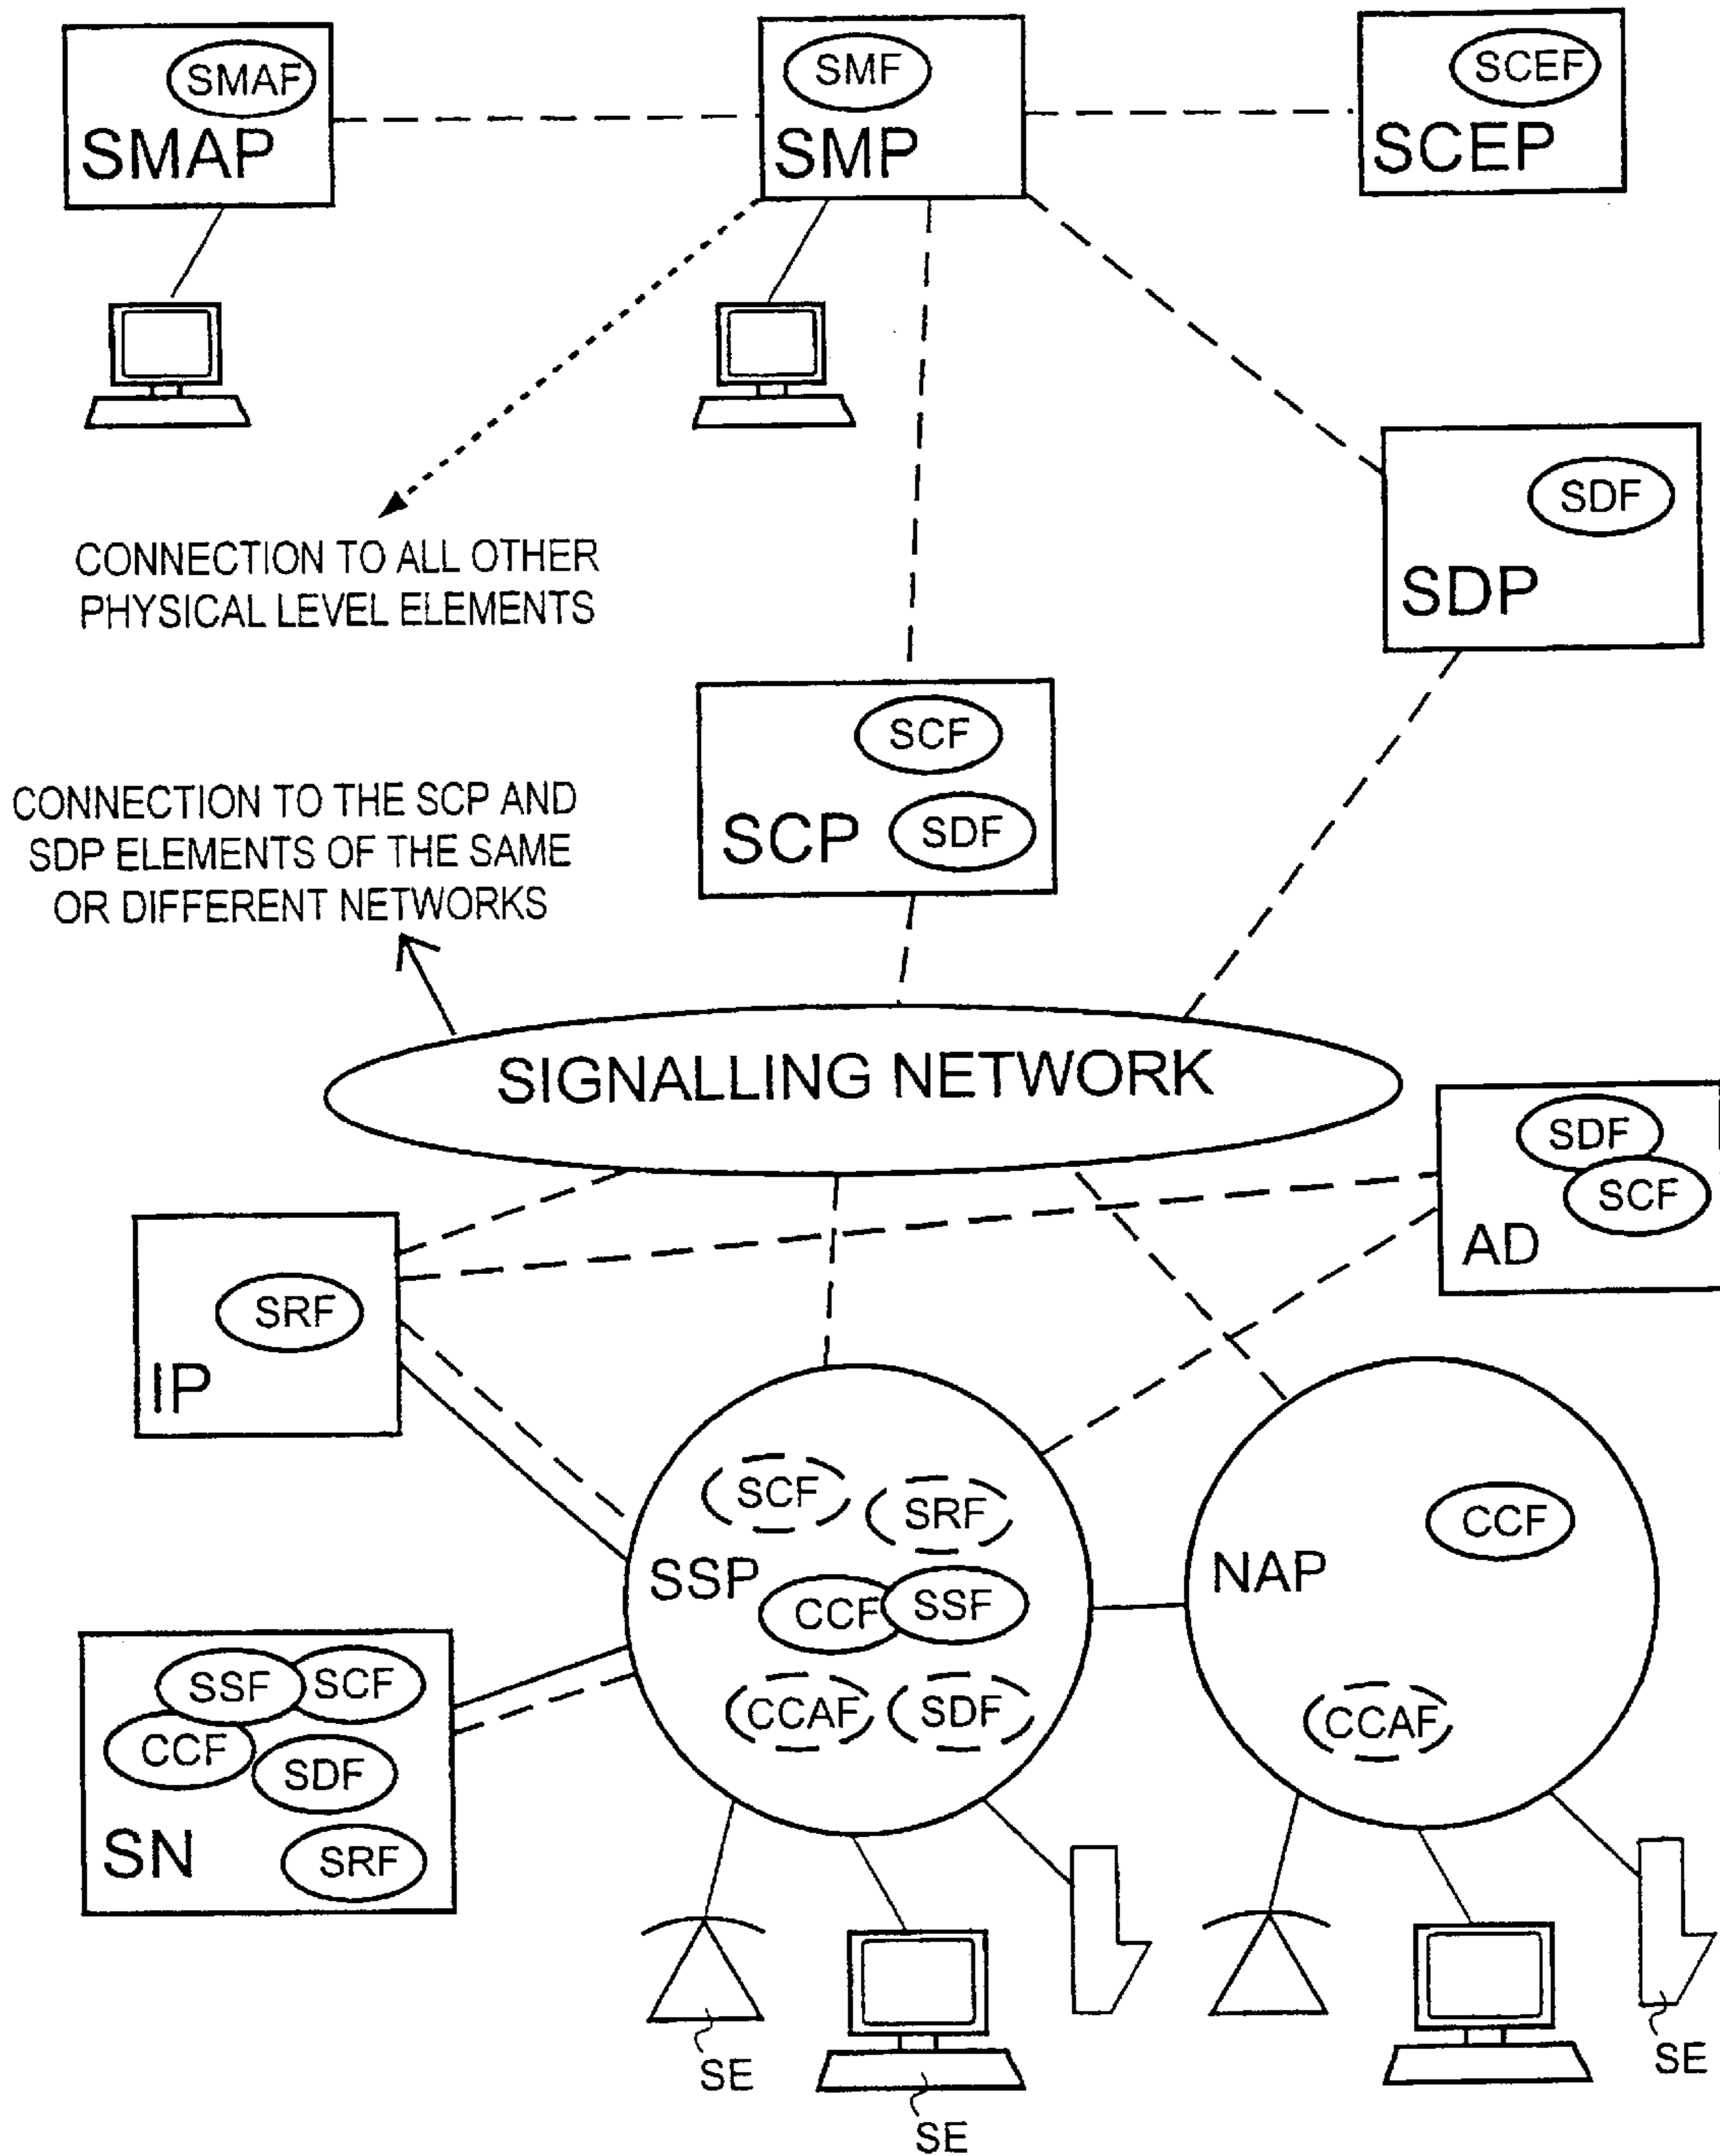 SMAF
SMAP
SMF
SMP
SCEF
SCEP
CONNECTION TO ALL OTHER
PHYSICAL LEVEL ELEMENTS
SDF
SDP
SCF
SDF
SCP
CONNECTION TO THE SCP AND
SDP ELEMENTS OF THE SAME
OR DIFFERENT NETWORKS
SIGNALLING NETWORK
SDF
SCF
AD
SRF
IP
SCF
SRF
SSP
CCF
SSF
CCAF
SDF
CCF
NAP
CCAF
SSF
SCF
CCF
SDF
SN
SRF
SE
SE
SE